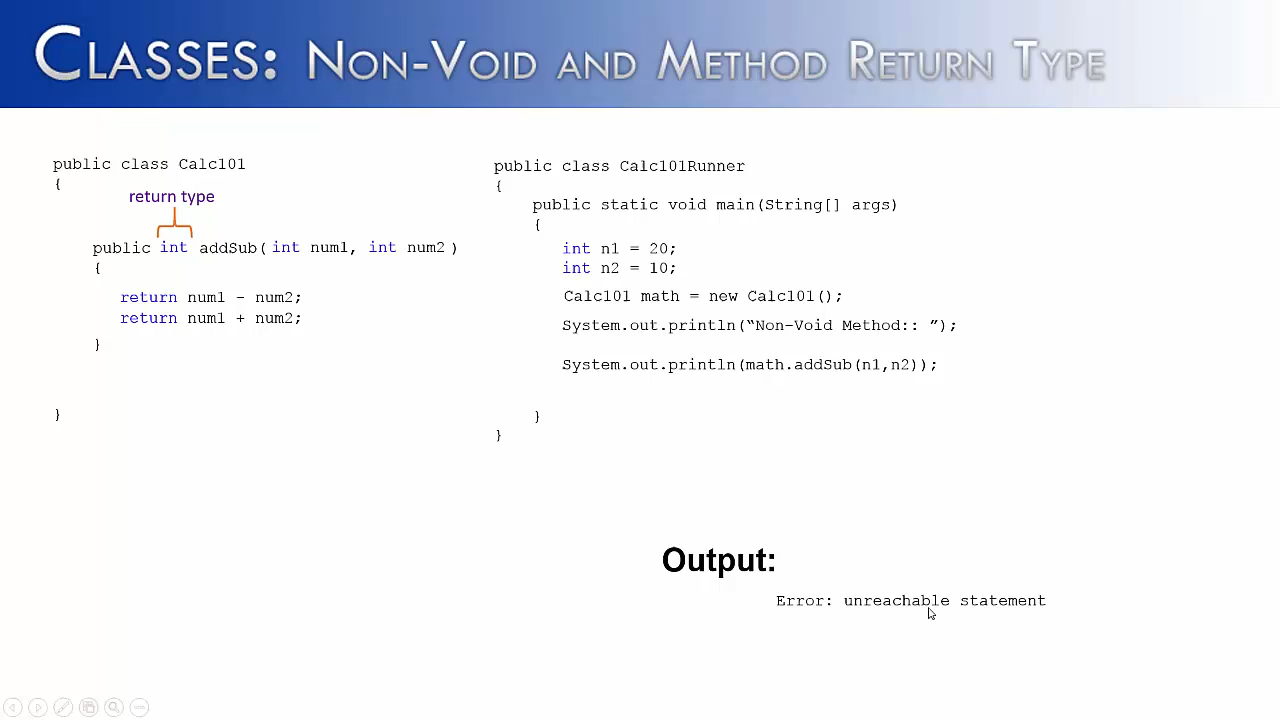 CLASSES: NON-VOID AND METHOD RETURN TYPE
public class Calc101
{
return type
public int addSub( int num1, int num2 )
{
return num1 - num2;
return num1 + num2;
}
}
public class Calc101Runner
{
public static void main(String[] args)
{
int n1 = 20;
int n2 = 10;
Calc101 math = new Calc101();
System.out.println(“Non-Void Method:: ”);
System.out.println(math.addSub(n1,n2));
}
}
Output:
Error: unreachable statement